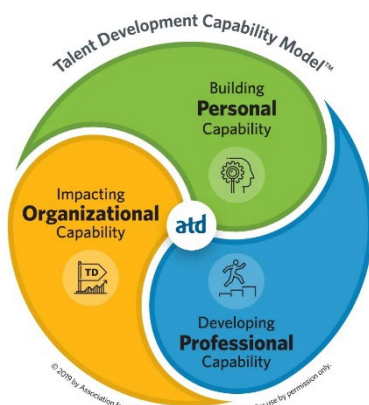 Talent Development Capability Model™
Building
Personal
Capability
Impacting
Organizational
Capability
atd
TD
Developing
Professional
Capability
© 2019 by Association f
use by permission only.